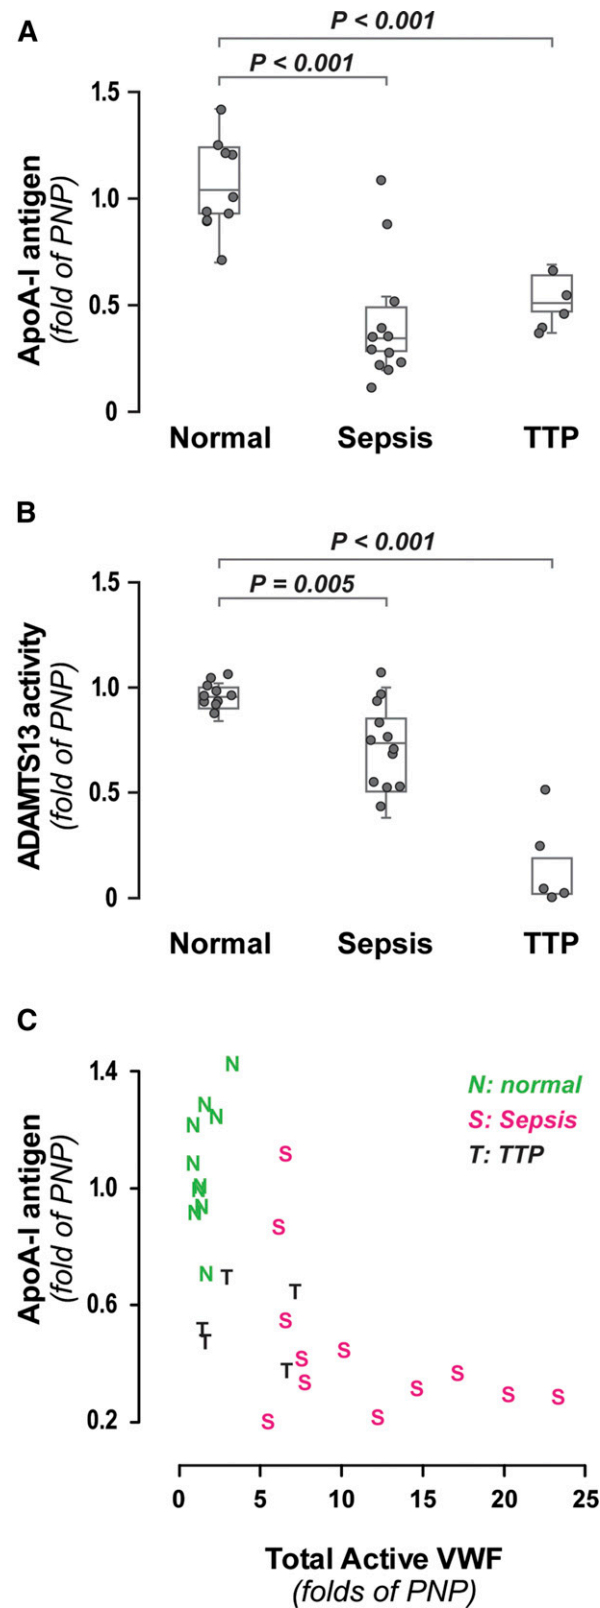 A
P < 0.001
P < 0.001
1.5
1.0
0.5
0
ApoA-I antigen
(fold of PNP)
Normal Sepsis TTP
B
P < 0.001
P = 0.005
1.5
1.0
0.5
0
ADAMTS13 activity
(fold of PNP)
Normal Sepsis TTP
C
1.4
1.0
0.6
0.2
ApoA-I antigen
(fold of PNP)
N: normal
S: Sepsis
T: TTP
N
N
N
N
N
N
N
N
N
N
S
S
T
T
S
T
T
S
S
T
S
S
S
S
S
S
S
0 5 10 15 20 25
Total Active VWF
(folds of PNP)